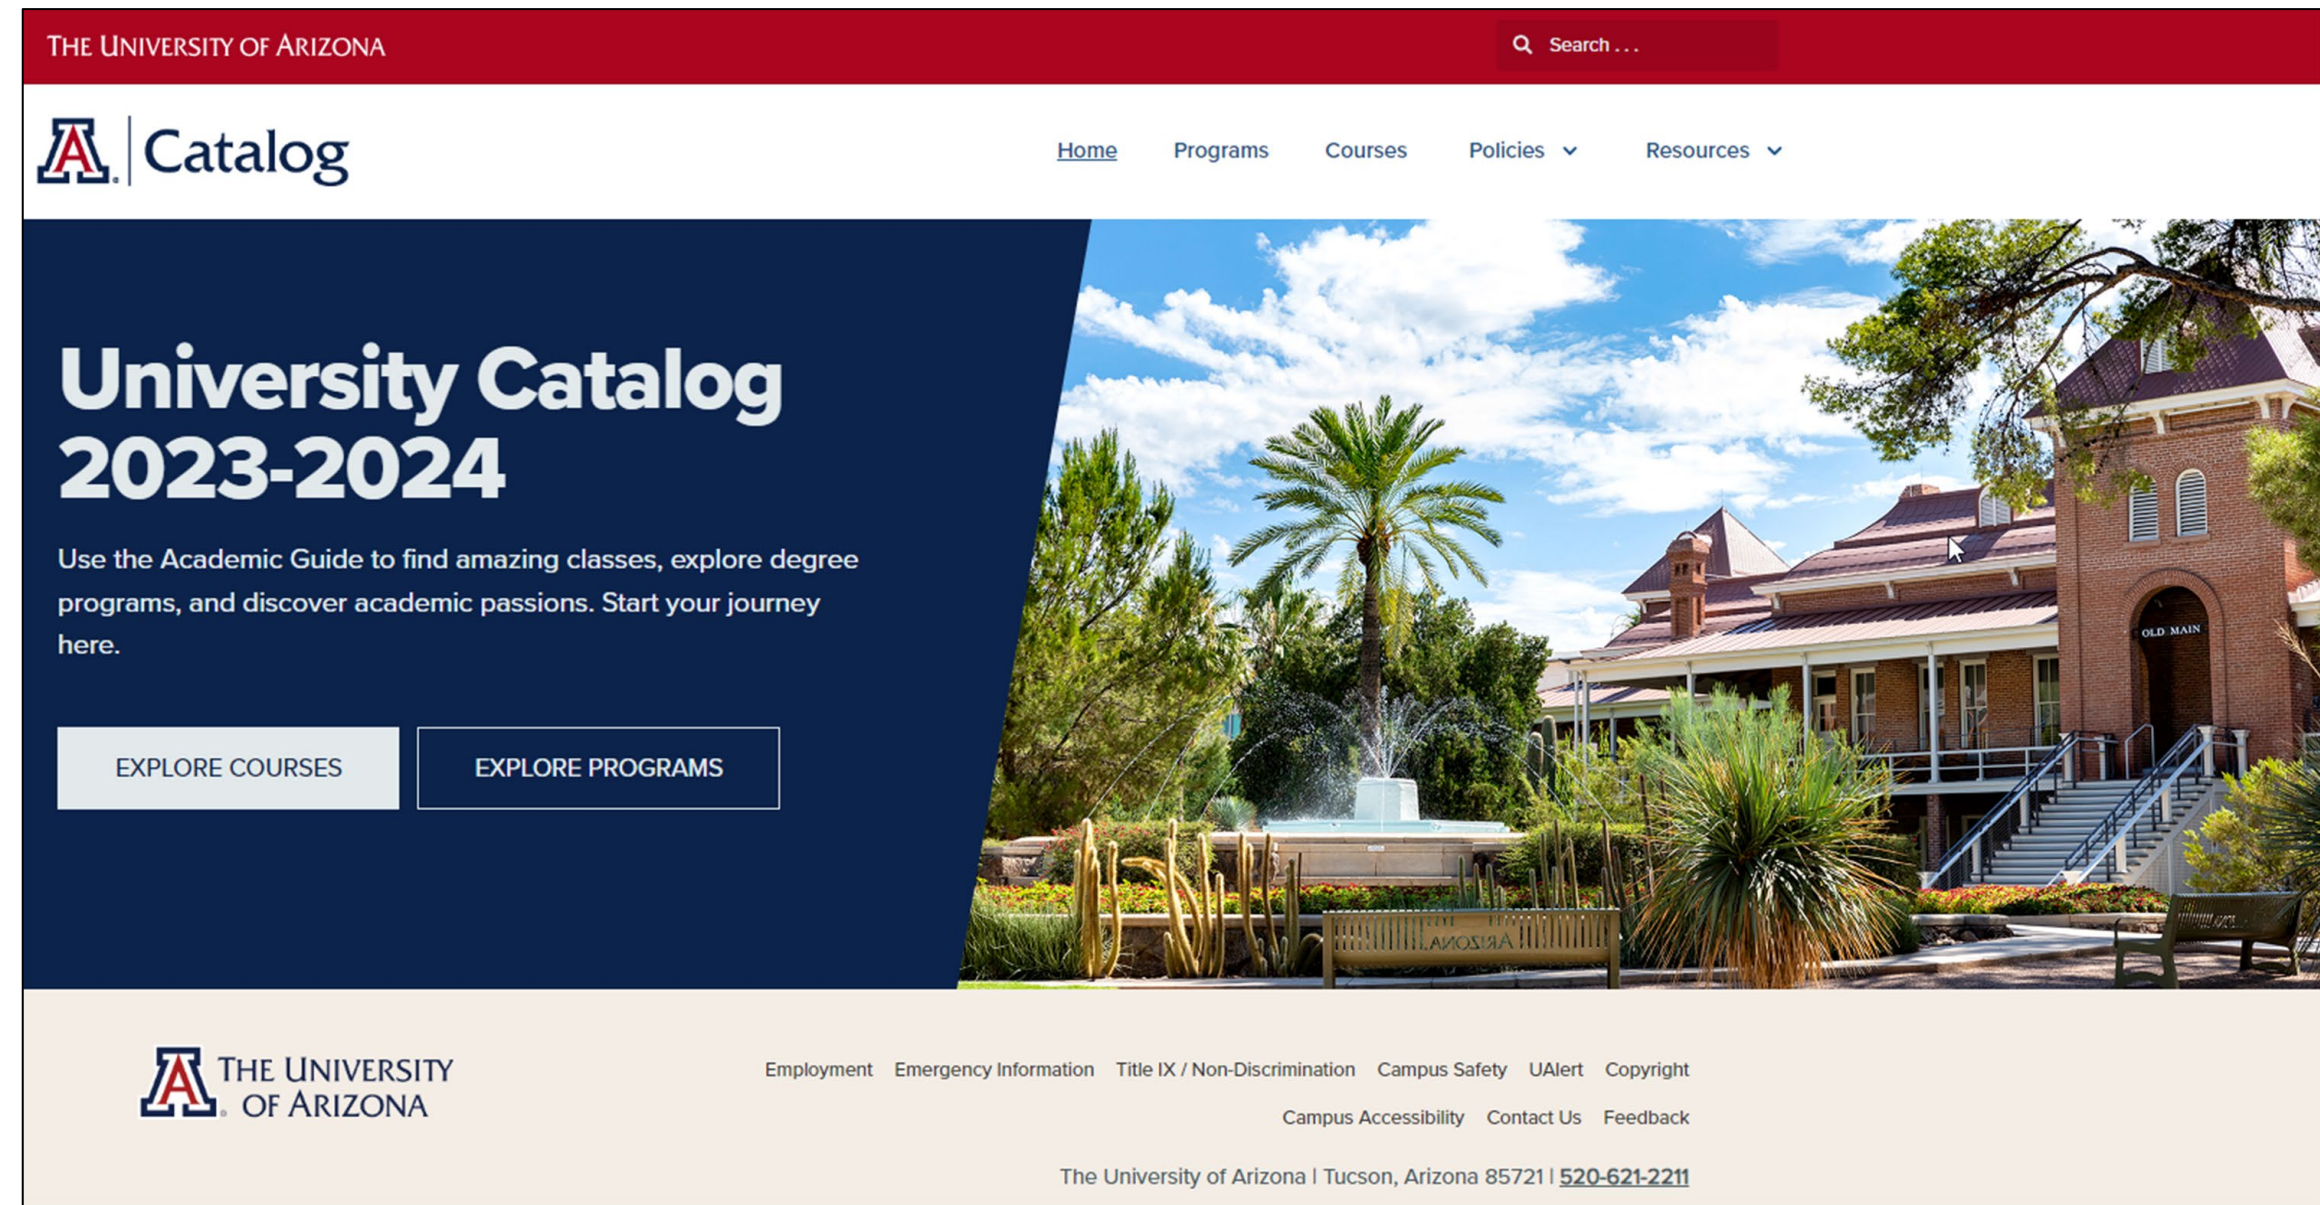 THE UNIVERSITY OF ARIZONA
Search . . .
A
Catalog
Home Programs Courses Policies Resources
University Catalog
2023-2024
Use the Academic Guide to find amazing classes, explore degree
programs, and discover academic passions. Start your journey
here.
EXPLORE COURSES EXPLORE PROGRAMS
OLD MAIN
ARIZONA
A
THE UNIVERSITY
OF ARIZONA
Employment Emergency Information Title IX / Non-Discrimination Campus Safety UAlert Copyright
Campus Accessibility Contact Us Feedback
The University of Arizona | Tucson, Arizona 85721 | 520-621-2211